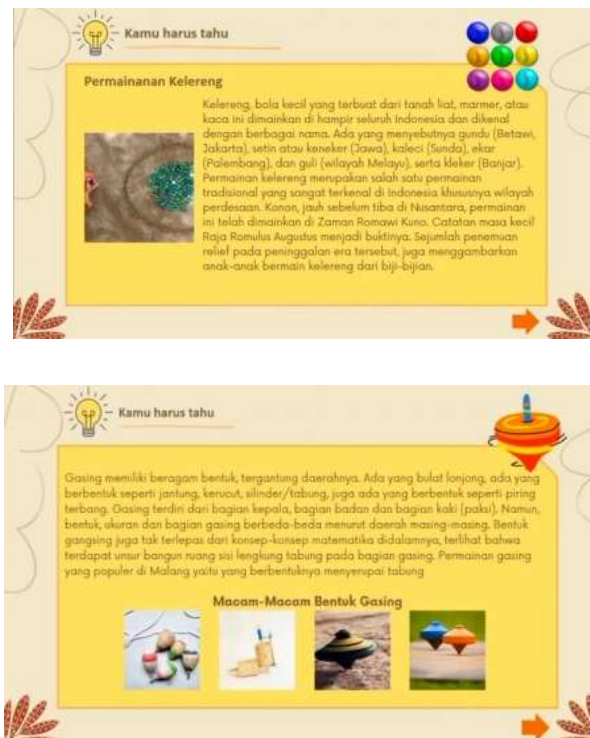 Kamu harus tahu
Permainanan Kelereng
Kelereng, bola kecil yang terbuat dari tanah liat, marmer, atau
kaca ini dimainkan di hampir seluruh Indonesia dan dikenal
dengan berbagai nama. Ada yang menyebutnya gundu (Betawi,
Jakarta), setin atau keneker (Jawa), kaleci (Sunda), ekar
(Palembang), dan guli (wilayah Melayu), serta kleker (Banjar).
Permainan kelereng merupakan salah satu permainan
tradisional yang sangat terkenal di Indonesia khususnya wilayah
perdesaan. Konon, jauh sebelum tiba di Nusantara, permainan
ini telah dimainkan di Zaman Romawi Kuno. Catatan masa kecil
Raja Romulus Augustus menjadi buktinya. Sejumlah penemuan
relief pada peninggalan era tersebut, juga menggambarkan
anak-anak bermain kelereng dari biji-bijian.
Kamu harus tahu
Gasing memiliki beragam bentuk, tergantung daerahnya. Ada yang bulat lonjong, ada yang
berbentuk seperti jantung, kerucut, silinder/tabung, juga ada yang berbentuk seperti piring
terbang. Gasing terdiri dari bagian kepala, bagian badan dan bagian kaki (paksi). Namun,
bentuk, ukuran dan bagian gasing berbeda-beda menurut daerah masing-masing. Bentuk
gangsing juga tak terlepas dari konsep-konsep matematika didalamnya, terlihat bahwa
terdapat unsur bangun ruang sisi lengkung tabung pada bagian gasing. Permainan gasing
yang populer di Malang yaitu yang berbentuknya menyerupai tabung
Macam-Macam Bentuk Gasing